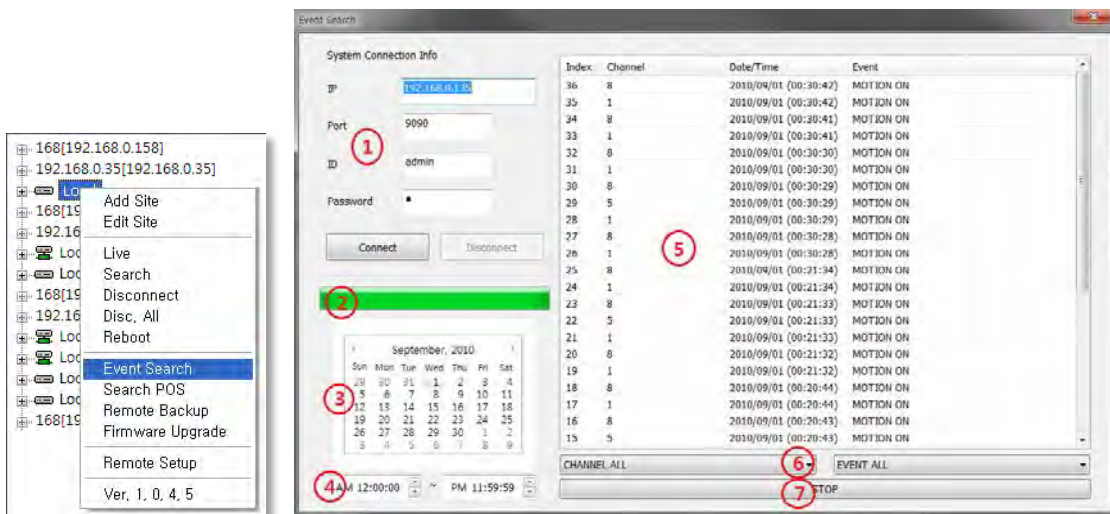 168[192.168.0.158]
192.168.0.35[192.168.0.35]
168[19
192.16
Loc
Loc
168[19
192.16
Loc
Loc
Loc
Loc
168[19
Add Site
Edit Site
Live
Search
Disconnect
Disc, All
Reboot
Event Search
Search POS
Remote Backup
Firmware Upgrade
Remote Setup
Ver, 1, 0, 4, 5
Event Search
System Connection Info
IP 192.168.0.135
Port 9090
1
ID admin
Password
Connect Disconnect
2
September, 2010
Sun Mon Tue Wed Thu Fri Sat
29 30 31 1 2 3 4
5 6 7 8 9 10 11
3
12 13 14 15 16 17 18
19 20 21 22 23 24 25
26 27 28 29 30 1 2
3 4 5 6 7 8 9
4
AM 12:00:00 ~ PM 11:59:59
Index Channel Date/Time Event
36 8 2010/09/01 (00:30:42) MOTION ON
35 1 2010/09/01 (00:30:42) MOTION ON
34 8 2010/09/01 (00:30:41) MOTION ON
33 1 2010/09/01 (00:30:41) MOTION ON
32 8 2010/09/01 (00:30:30) MOTION ON
31 1 2010/09/01 (00:30:30) MOTION ON
30 8 2010/09/01 (00:30:29) MOTION ON
29 5 2010/09/01 (00:30:29) MOTION ON
28 1 2010/09/01 (00:30:29) MOTION ON
27 8 2010/09/01 (00:30:28) MOTION ON
5
26 1 2010/09/01 (00:30:28) MOTION ON
25 8 2010/09/01 (00:21:34) MOTION ON
24 1 2010/09/01 (00:21:34) MOTION ON
23 8 2010/09/01 (00:21:33) MOTION ON
22 5 2010/09/01 (00:21:33) MOTION ON
21 1 2010/09/01 (00:21:33) MOTION ON
20 8 2010/09/01 (00:21:32) MOTION ON
19 1 2010/09/01 (00:21:32) MOTION ON
18 8 2010/09/01 (00:20:44) MOTION ON
17 1 2010/09/01 (00:20:44) MOTION ON
16 8 2010/09/01 (00:20:43) MOTION ON
15 5 2010/09/01 (00:20:43) MOTION ON
CHANNEL ALL 6 EVENT ALL
7 STOP